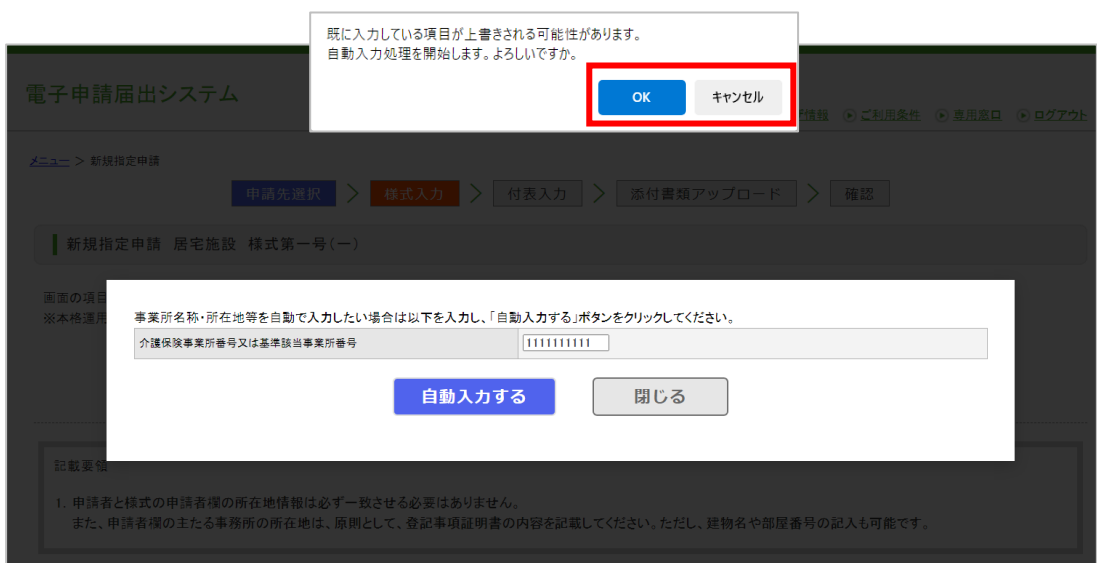 既に入力している項目が上書きされる可能性があります。
自動入力処理を開始します。よろしいですか。
OK キャンセル
電子申請届出システム
情報 ご利用条件 専用窓口 ログアウト
メニュー > 新規指定申請
申請先選択 > 様式入力 > 付表入力 > 添付書類アップロード > 確認
新規指定申請 居宅施設 様式第一号(一)
画面の項目
※本格運用
事業所名称・所在地等を自動で入力したい場合は以下を入力し、「自動入力する」ボタンをクリックしてください。
介護保険事業所番号又は基準該当事業所番号 1111111111
自動入力する 閉じる
記載要領
1. 申請者と様式の申請者欄の所在地情報は必ず一致させる必要はありません。
また、申請者欄の主たる事務所の所在地は、原則として、登記事項証明書の内容を記載してください。ただし、建物名や部屋番号の記入も可能です。